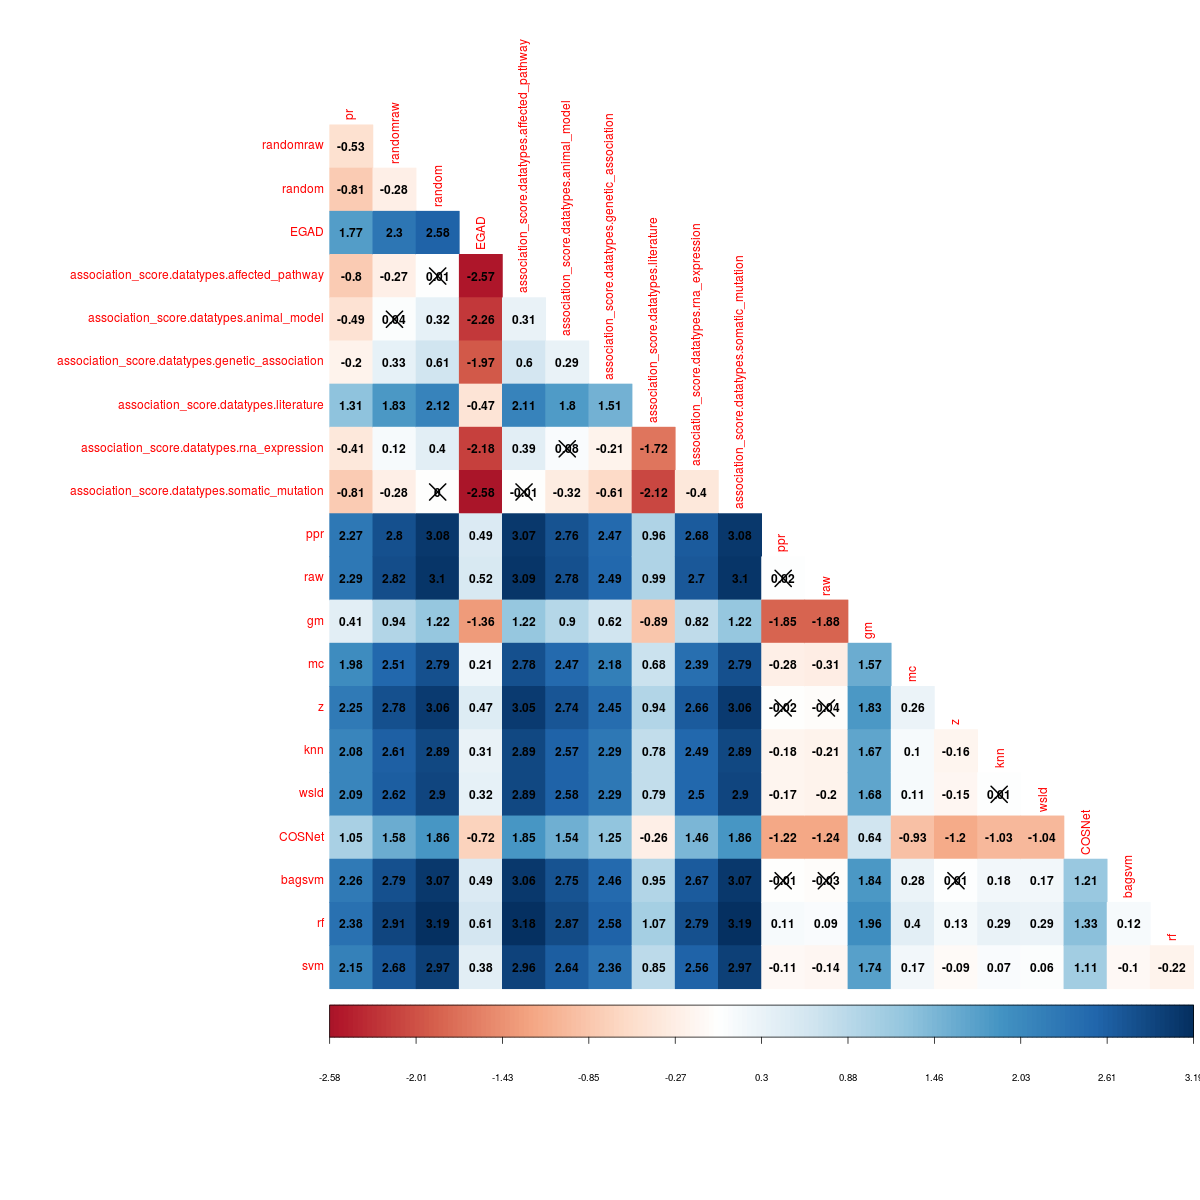 pr
randomraw
random
EGAD
association_score.datatypes.affected_pathway
association_score.datatypes.animal_model
association_score.datatypes.genetic_association
association_score.datatypes.literature
association_score.datatypes.rna_expression
association_score.datatypes.somatic_mutation
ppr
raw
gm
mc
z
knn
wsld
COSNet
bagsvm
rf
randomraw -0.53
random -0.81 -0.28
EGAD 1.77 2.3 2.58
association_score.datatypes.affected_pathway -0.8 -0.27 0.01 -2.57
association_score.datatypes.animal_model -0.49 0.04 0.32 -2.26 0.31
association_score.datatypes.genetic_association -0.2 0.33 0.61 -1.97 0.6 0.29
association_score.datatypes.literature 1.31 1.83 2.12 -0.47 2.11 1.8 1.51
association_score.datatypes.rna_expression -0.41 0.12 0.4 -2.18 0.39 0.08 -0.21 -1.72
association_score.datatypes.somatic_mutation -0.81 -0.28 0 -2.58 -0.01 -0.32 -0.61 -2.12 -0.4
ppr 2.27 2.8 3.08 0.49 3.07 2.76 2.47 0.96 2.68 3.08
raw 2.29 2.82 3.1 0.52 3.09 2.78 2.49 0.99 2.7 3.1 0.02
gm 0.41 0.94 1.22 -1.36 1.22 0.9 0.62 -0.89 0.82 1.22 -1.85 -1.88
mc 1.98 2.51 2.79 0.21 2.78 2.47 2.18 0.68 2.39 2.79 -0.28 -0.31 1.57
z 2.25 2.78 3.06 0.47 3.05 2.74 2.45 0.94 2.66 3.06 -0.02 -0.04 1.83 0.26
knn 2.08 2.61 2.89 0.31 2.89 2.57 2.29 0.78 2.49 2.89 -0.18 -0.21 1.67 0.1 -0.16
wsld 2.09 2.62 2.9 0.32 2.89 2.58 2.29 0.79 2.5 2.9 -0.17 -0.2 1.68 0.11 -0.15 0.01
COSNet 1.05 1.58 1.86 -0.72 1.85 1.54 1.25 -0.26 1.46 1.86 -1.22 -1.24 0.64 -0.93 -1.2 -1.03 -1.04
bagsvm 2.26 2.79 3.07 0.49 3.06 2.75 2.46 0.95 2.67 3.07 -0.01 -0.03 1.84 0.28 0.01 0.18 0.17 1.21
rf 2.38 2.91 3.19 0.61 3.18 2.87 2.58 1.07 2.79 3.19 0.11 0.09 1.96 0.4 0.13 0.29 0.29 1.33 0.12
svm 2.15 2.68 2.97 0.38 2.96 2.64 2.36 0.85 2.56 2.97 -0.11 -0.14 1.74 0.17 -0.09 0.07 0.06 1.11 -0.1 -0.22
-2.58 -2.01 -1.43 -0.85 -0.27 0.3 0.88 1.46 2.03 2.61 3.19